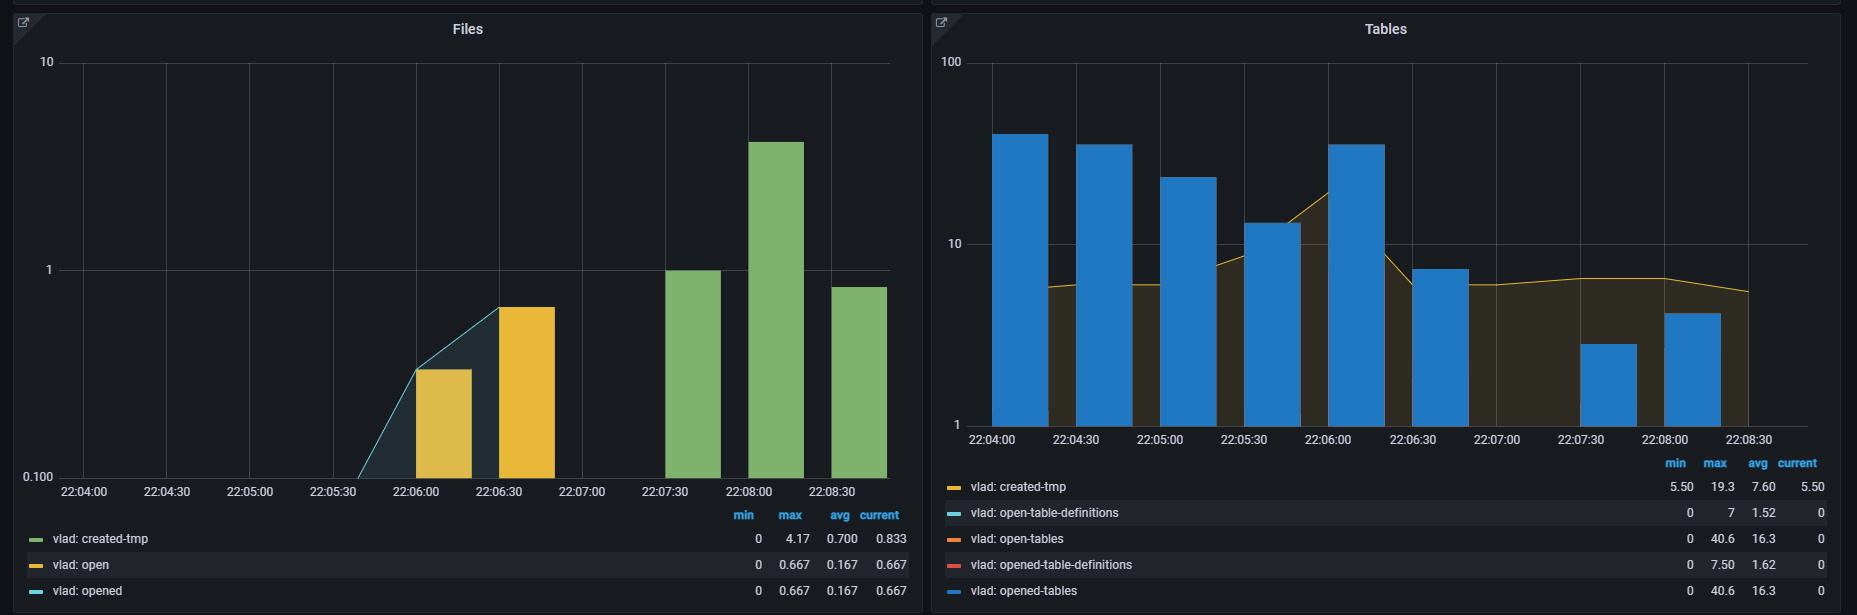 Files
10
1
0.100
22:04:00 22:04:30 22:05:00 22:05:30 22:06:00 22:06:30 22:07:00 22:07:30 22:08:00 22:08:30
min max avg current
vlad: created-tmp 0 4.17 0.700 0.833
vlad: open 0 0.667 0.167 0.667
vlad: opened 0 0.667 0.167 0.667
Tables
100
10
1
22:04:00 22:04:30 22:05:00 22:05:30 22:06:00 22:06:30 22:07:00 22:07:30 22:08:00 22:08:30
min max avg current
vlad: created-tmp 5.50 19.3 7.60 5.50
vlad: open-table-definitions 0 7 1.52 0
vlad: open-tables 0 40.6 16.3 0
vlad: opened-table-definitions 0 7.50 1.62 0
vlad: opened-tables 0 40.6 16.3 0